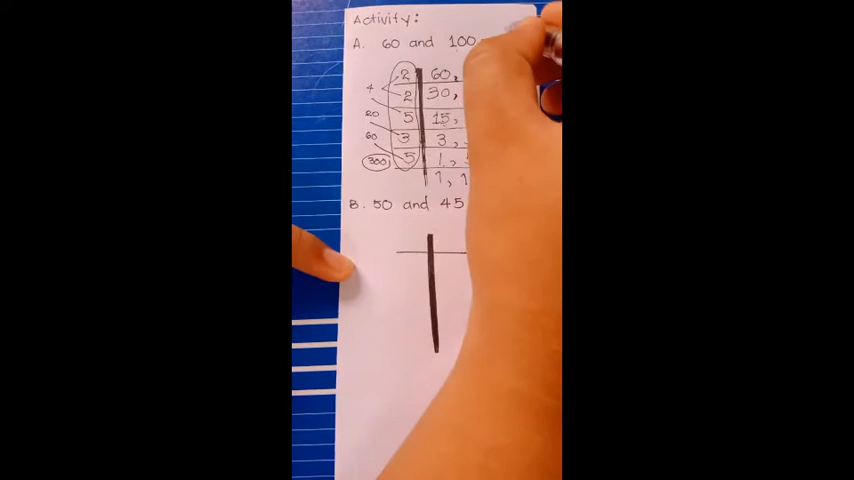 Activity:
A. 60 and 100
2 60,
4 2 30,
20 5 15,
60 3 3,
300 5 1,
1, 1
B. 50 and 45